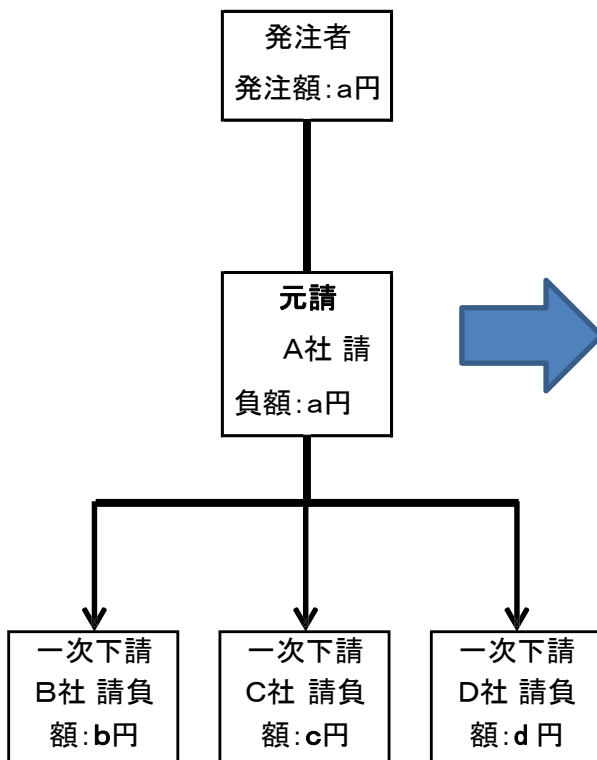 発注者
発注額：a円
元請
A社 請
負額：a円
一次下請
B社 請負
額：b円
一次下請
C社 請負
額：c円
一次下請
D社 請負
額：d 円